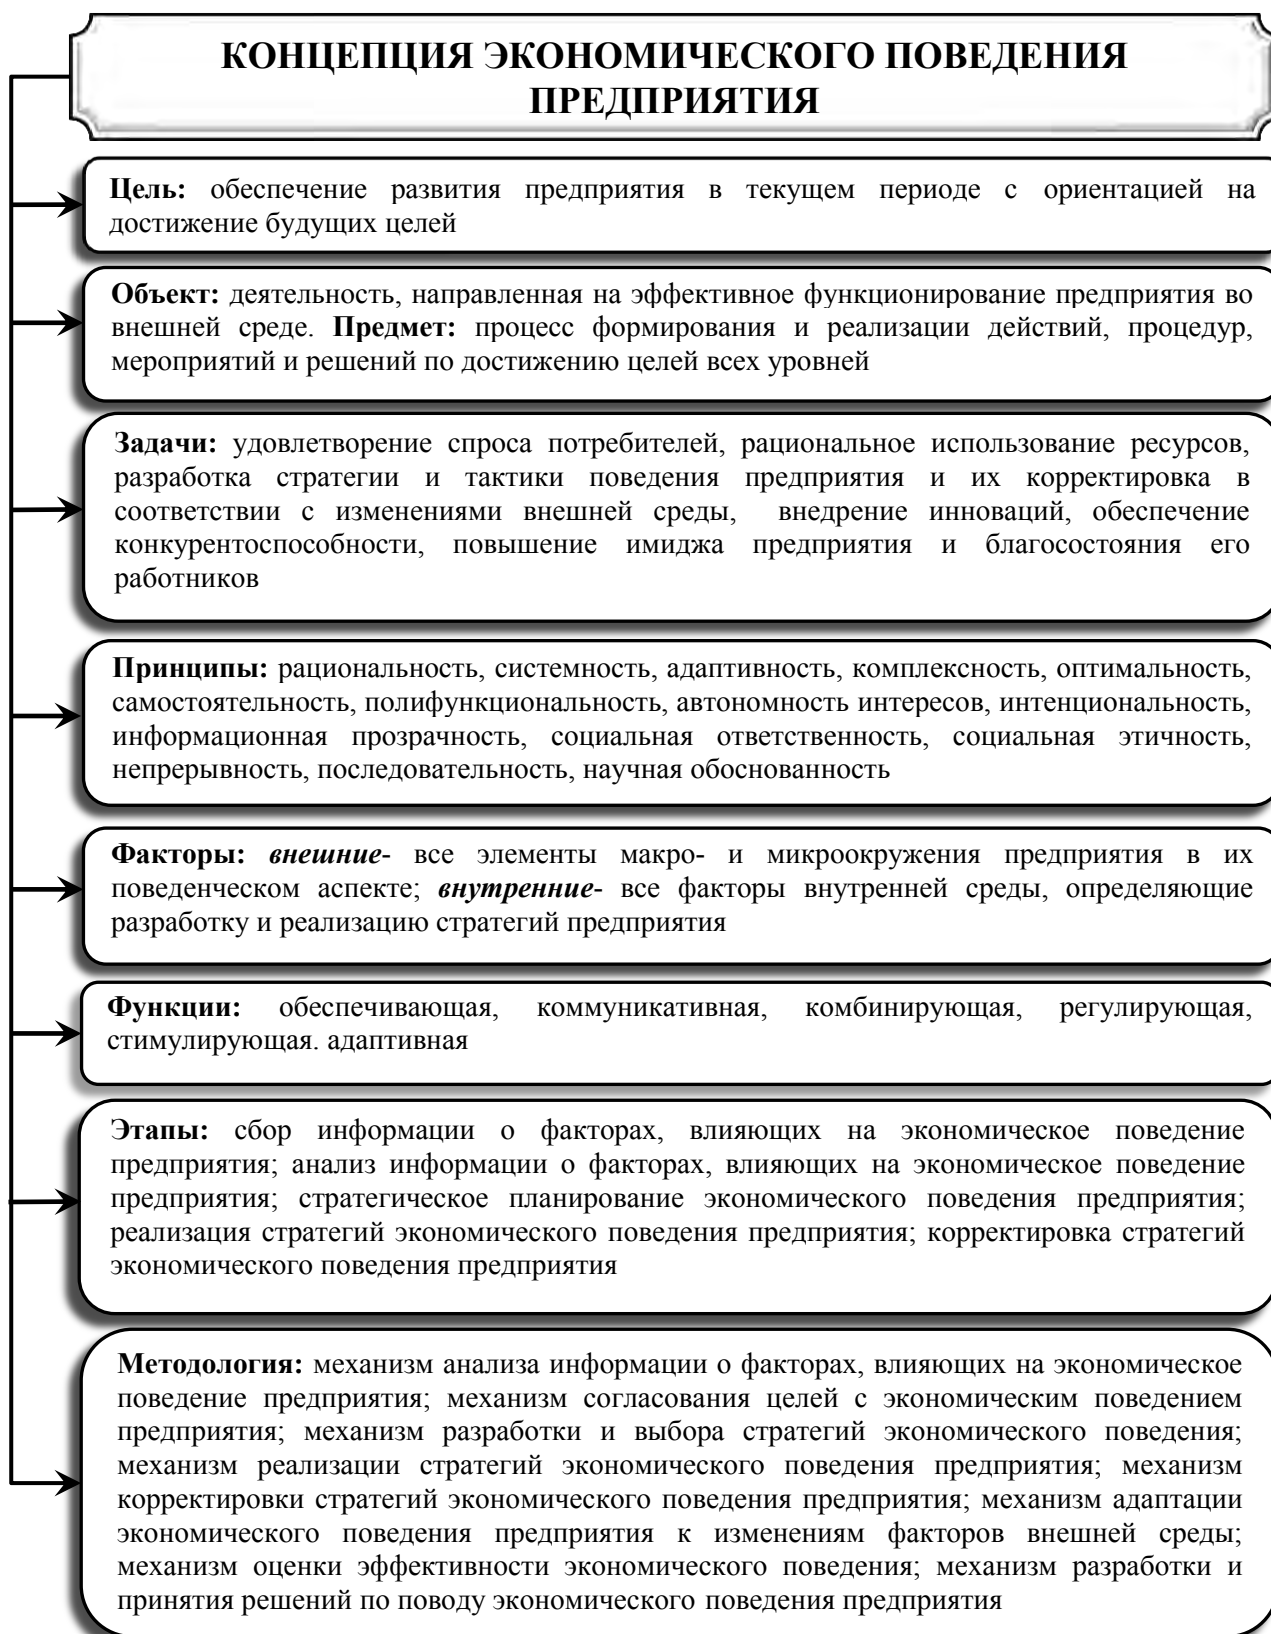 КОНЦЕПЦИЯ ЭКОНОМИЧЕСКОГО ПОВЕДЕНИЯ
ПРЕДПРИЯТИЯ
Цель: обеспечение развития предприятия в текущем периоде с ориентацией на
достижение будущих целей
Объект: деятельность, направленная на эффективное функционирование предприятия во
внешней среде. Предмет: процесс формирования и реализации действий, процедур,
мероприятий и решений по достижению целей всех уровней
Задачи: удовлетворение спроса потребителей, рациональное использование ресурсов,
разработка стратегии и тактики поведения предприятия и их корректировка в
соответствии с изменениями внешней среды, внедрение инноваций, обеспечение
конкурентоспособности, повышение имиджа предприятия и благосостояния его
работников
Принципы: рациональность, системность, адаптивность, комплексность, оптимальность,
самостоятельность, полифункциональность, автономность интересов, интенциональность,
информационная прозрачность, социальная ответственность, социальная этичность,
непрерывность, последовательность, научная обоснованность
Факторы: внешние- все элементы макро- и микроокружения предприятия в их
поведенческом аспекте; внутренние- все факторы внутренней среды, определяющие
разработку и реализацию стратегий предприятия
Функции: обеспечивающая, коммуникативная, комбинирующая, регулирующая,
стимулирующая. адаптивная
Этапы: сбор информации о факторах, влияющих на экономическое поведение
предприятия; анализ информации о факторах, влияющих на экономическое поведение
предприятия; стратегическое планирование экономического поведения предприятия;
реализация стратегий экономического поведения предприятия; корректировка стратегий
экономического поведения предприятия
Методология: механизм анализа информации о факторах, влияющих на экономическое
поведение предприятия; механизм согласования целей с экономическим поведением
предприятия; механизм разработки и выбора стратегий экономического поведения;
механизм реализации стратегий экономического поведения предприятия; механизм
корректировки стратегий экономического поведения предприятия; механизм адаптации
экономического поведения предприятия к изменениям факторов внешней среды;
механизм оценки эффективности экономического поведения; механизм разработки и
принятия решений по поводу экономического поведения предприятия